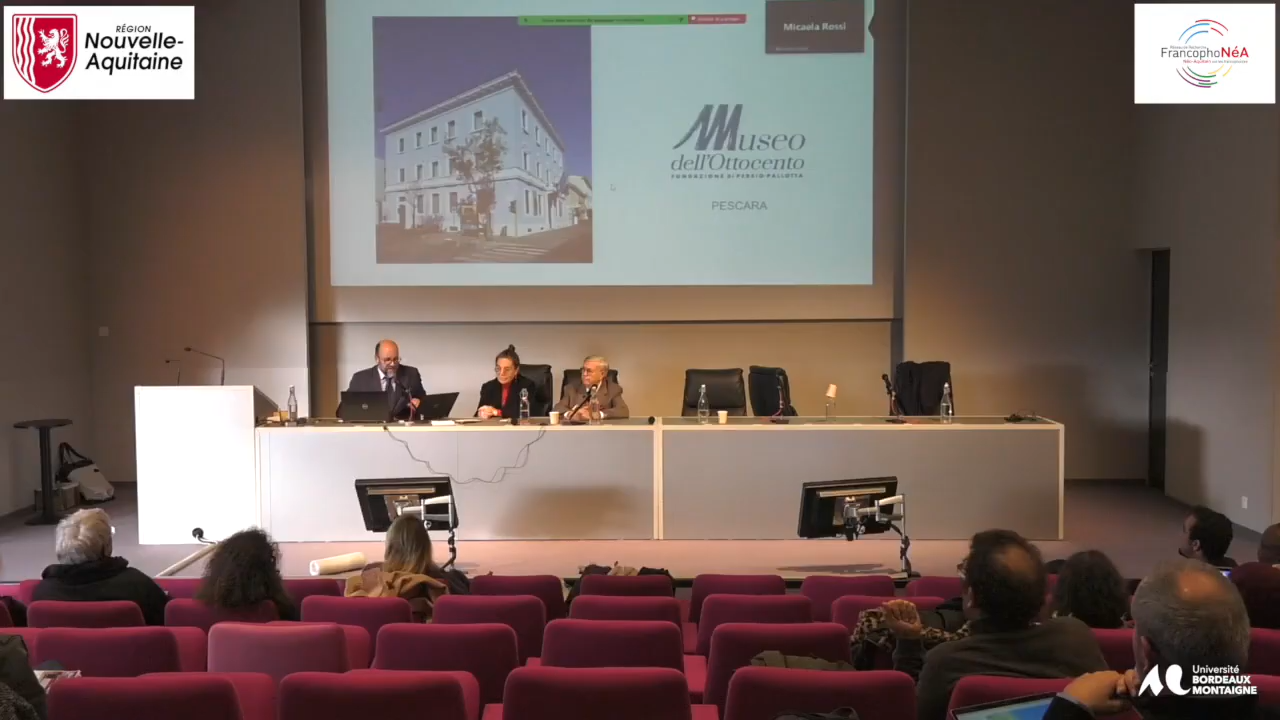 RÉGION
Nouvelle-
Aquitaine
Micaela Rossi
FrancophoNéA
Museo
dell'Ottocento
FONDAZIONE DI PERSIO-PALLOTTA
PESCARA
Université
BORDEAUX
MONTAIGNE